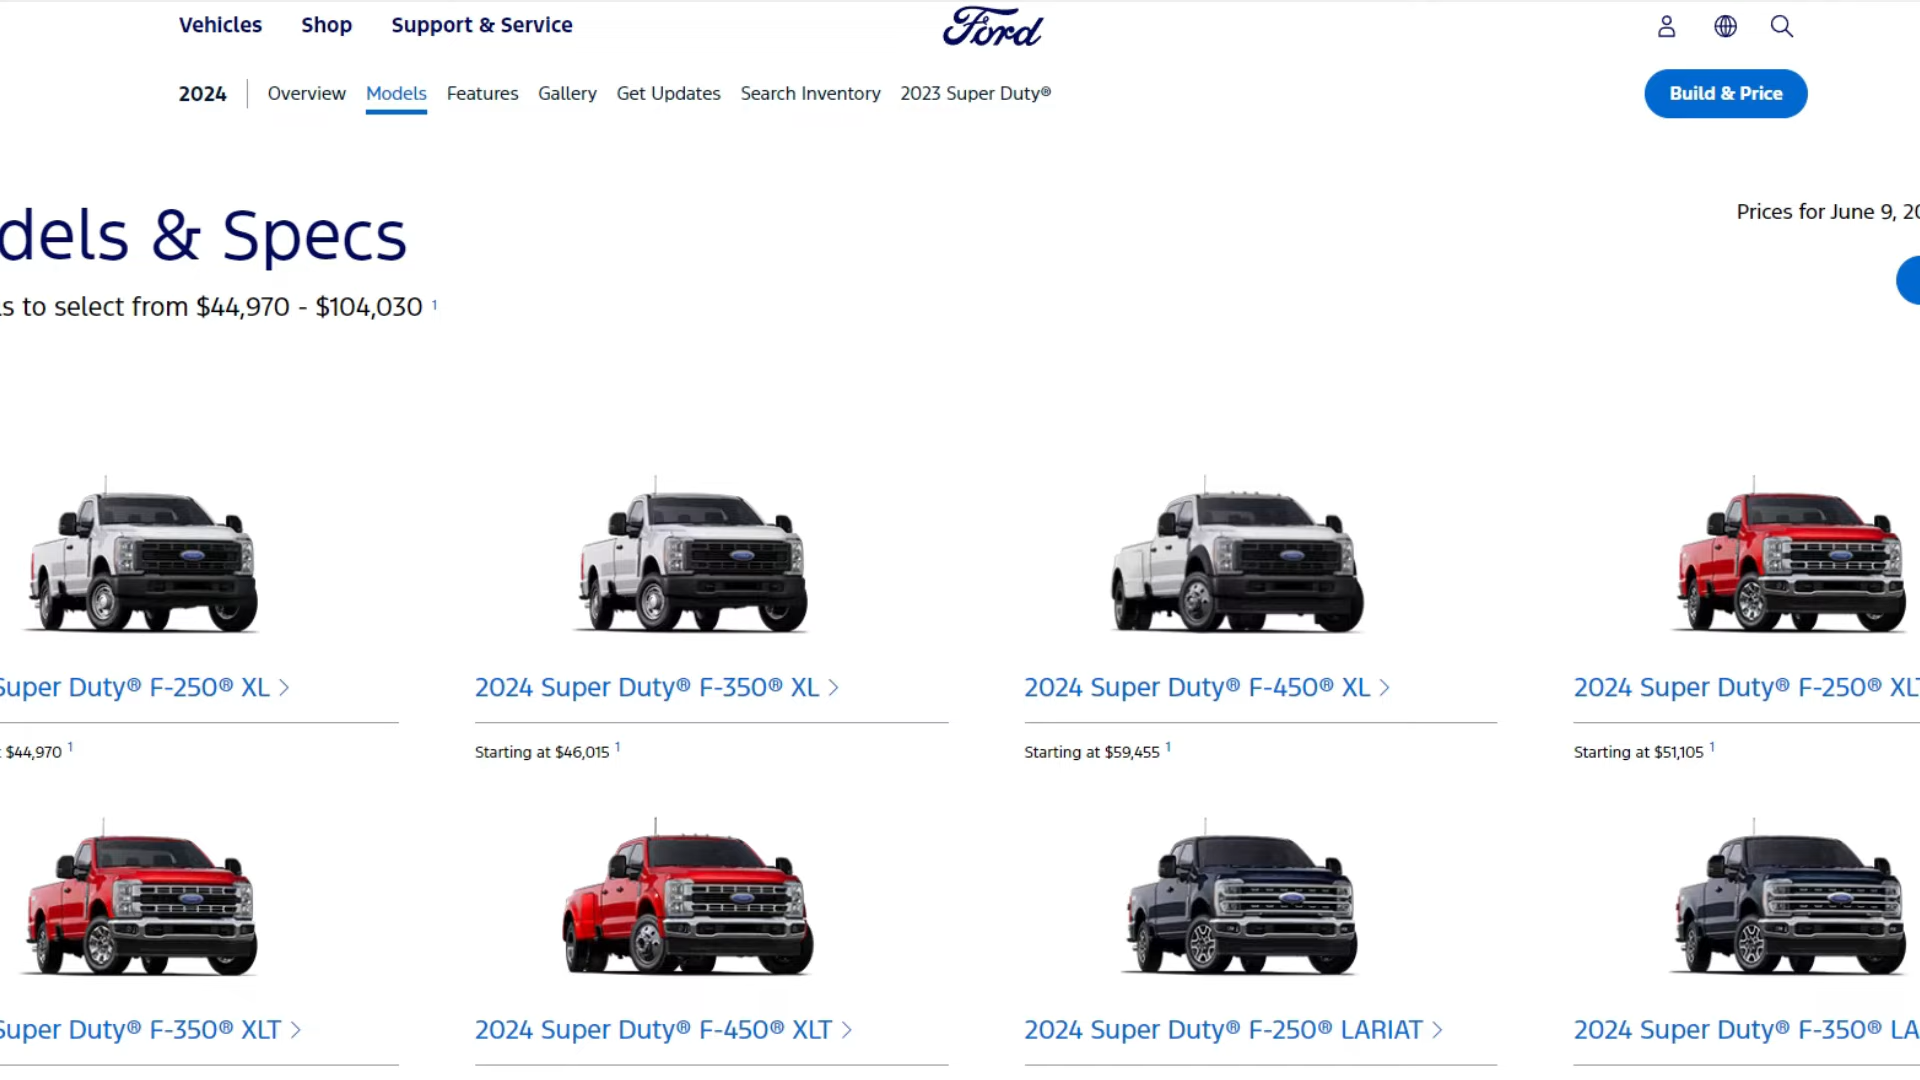 Vehicles Shop Support & Service Ford
2024 Overview Models Features Gallery Get Updates Search Inventory 2023 Super Duty® Build & Price
Prices for June 9, 20
dels & Specs
s to select from $44,970 - $104,030 1
Super Duty® F-250® XL
2024 Super Duty® F-350® XL
2024 Super Duty® F-450® XL
2024 Super Duty® F-250® XLT
$44,970 1
Starting at $46,015 1
Starting at $59,455 1
Starting at $51,105 1
Super Duty® F-350® XLT
2024 Super Duty® F-450® XLT
2024 Super Duty® F-250® LARIAT
2024 Super Duty® F-350® LA